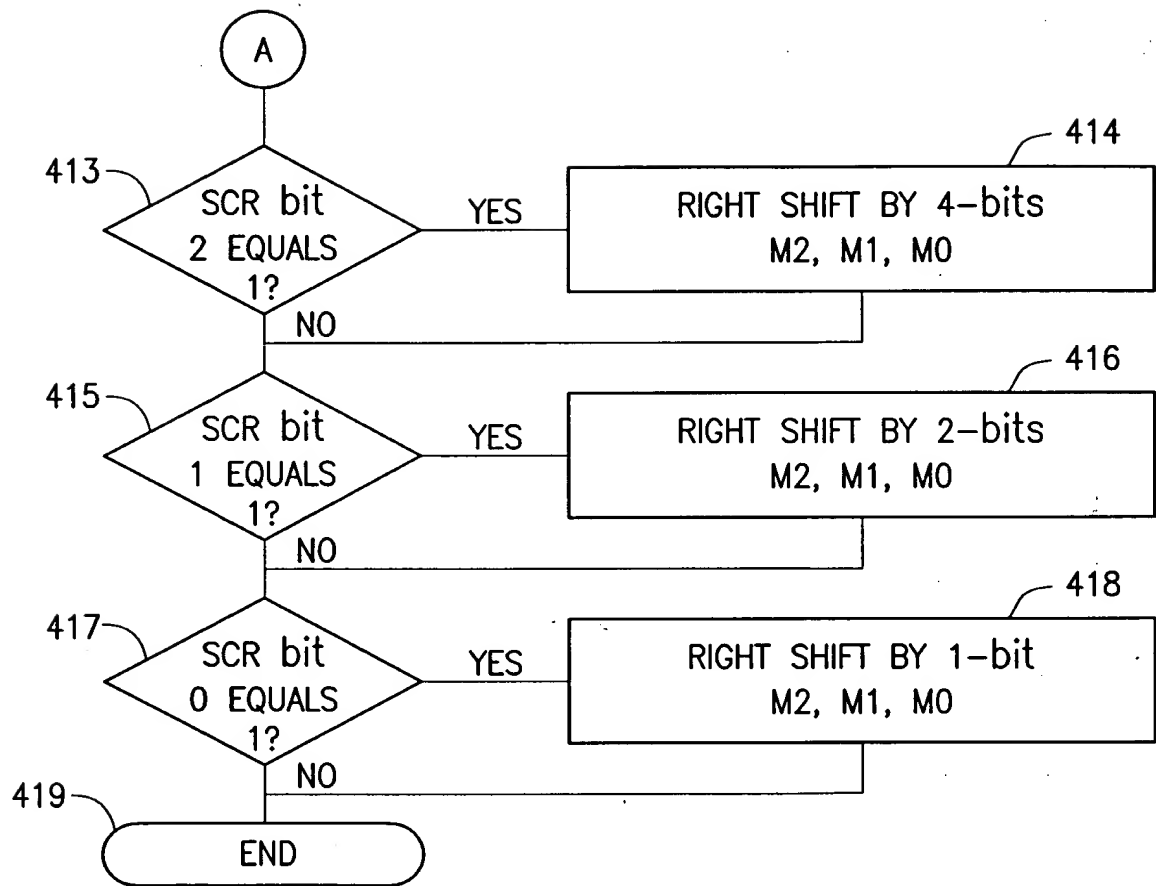 A
413
SCR bit
2 EQUALS
1?
YES
414
RIGHT SHIFT BY 4-bits
M2, M1, M0
NO
415
SCR bit
1 EQUALS
1?
YES
416
RIGHT SHIFT BY 2-bits
M2, M1, M0
NO
417
SCR bit
0 EQUALS
1?
YES
418
RIGHT SHIFT BY 1-bit
M2, M1, M0
NO
419
END